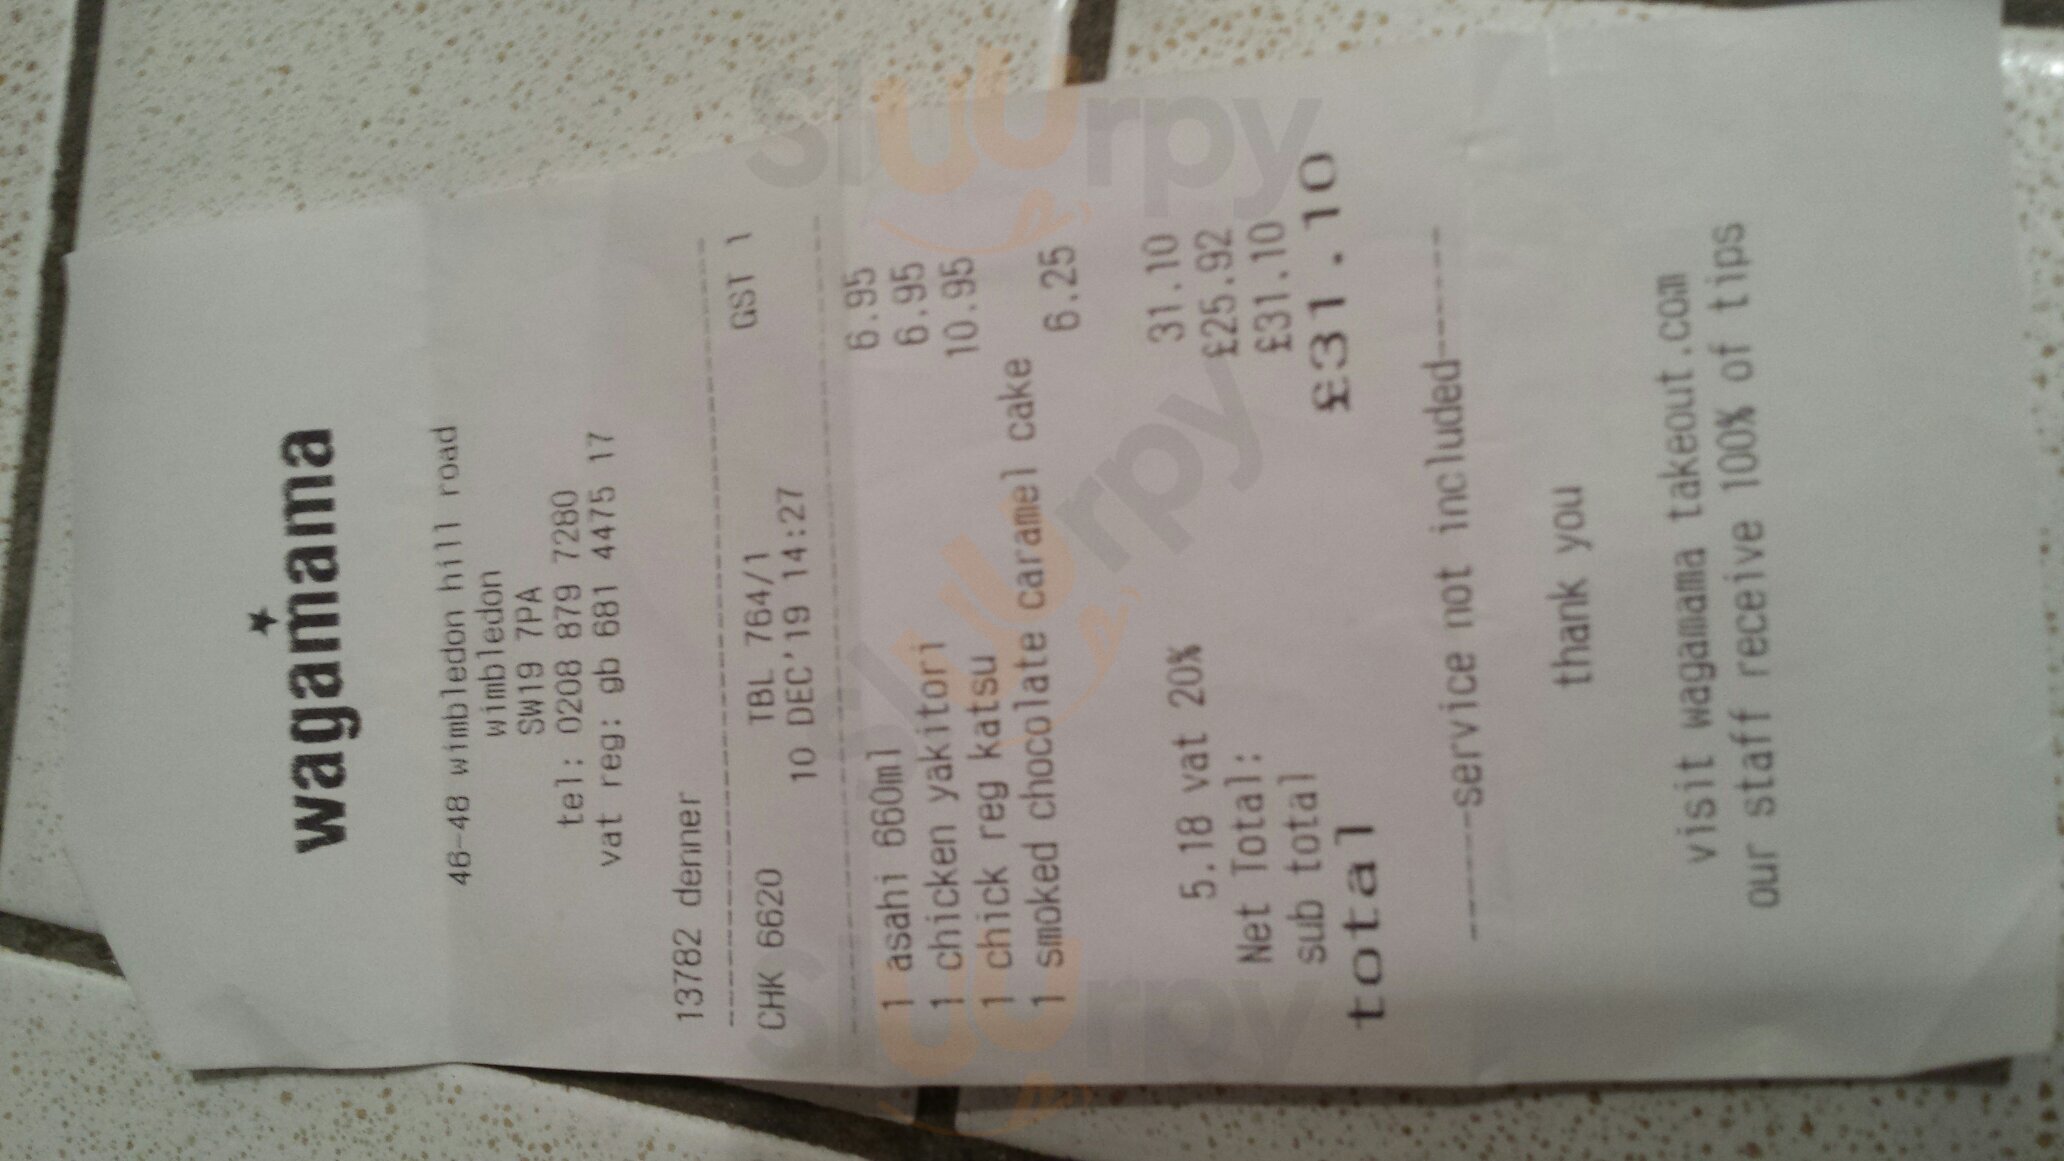 wagamama
46-48 wimbledon hill road
wimbledon
SW19 7PA
tel: 0208 879 7280
vat reg: gb 681 4475 17
13782 denner
CHK 6620 TBL 764/1 GST 1
10 DEC'19 14:27
1 asahi 660ml 6.95
1 chicken yakitori 6.95
1 chick reg katsu 10.95
1 smoked chocolate caramel cake
6.25
5.18 vat 20% 31.10
Net Total: £25.92
sub total £31.10
total £31.10
------service not included------
thank you
visit wagamama takeout.com
our staff receive 100% of tips
sluurpy
sluurpy
sluurpy